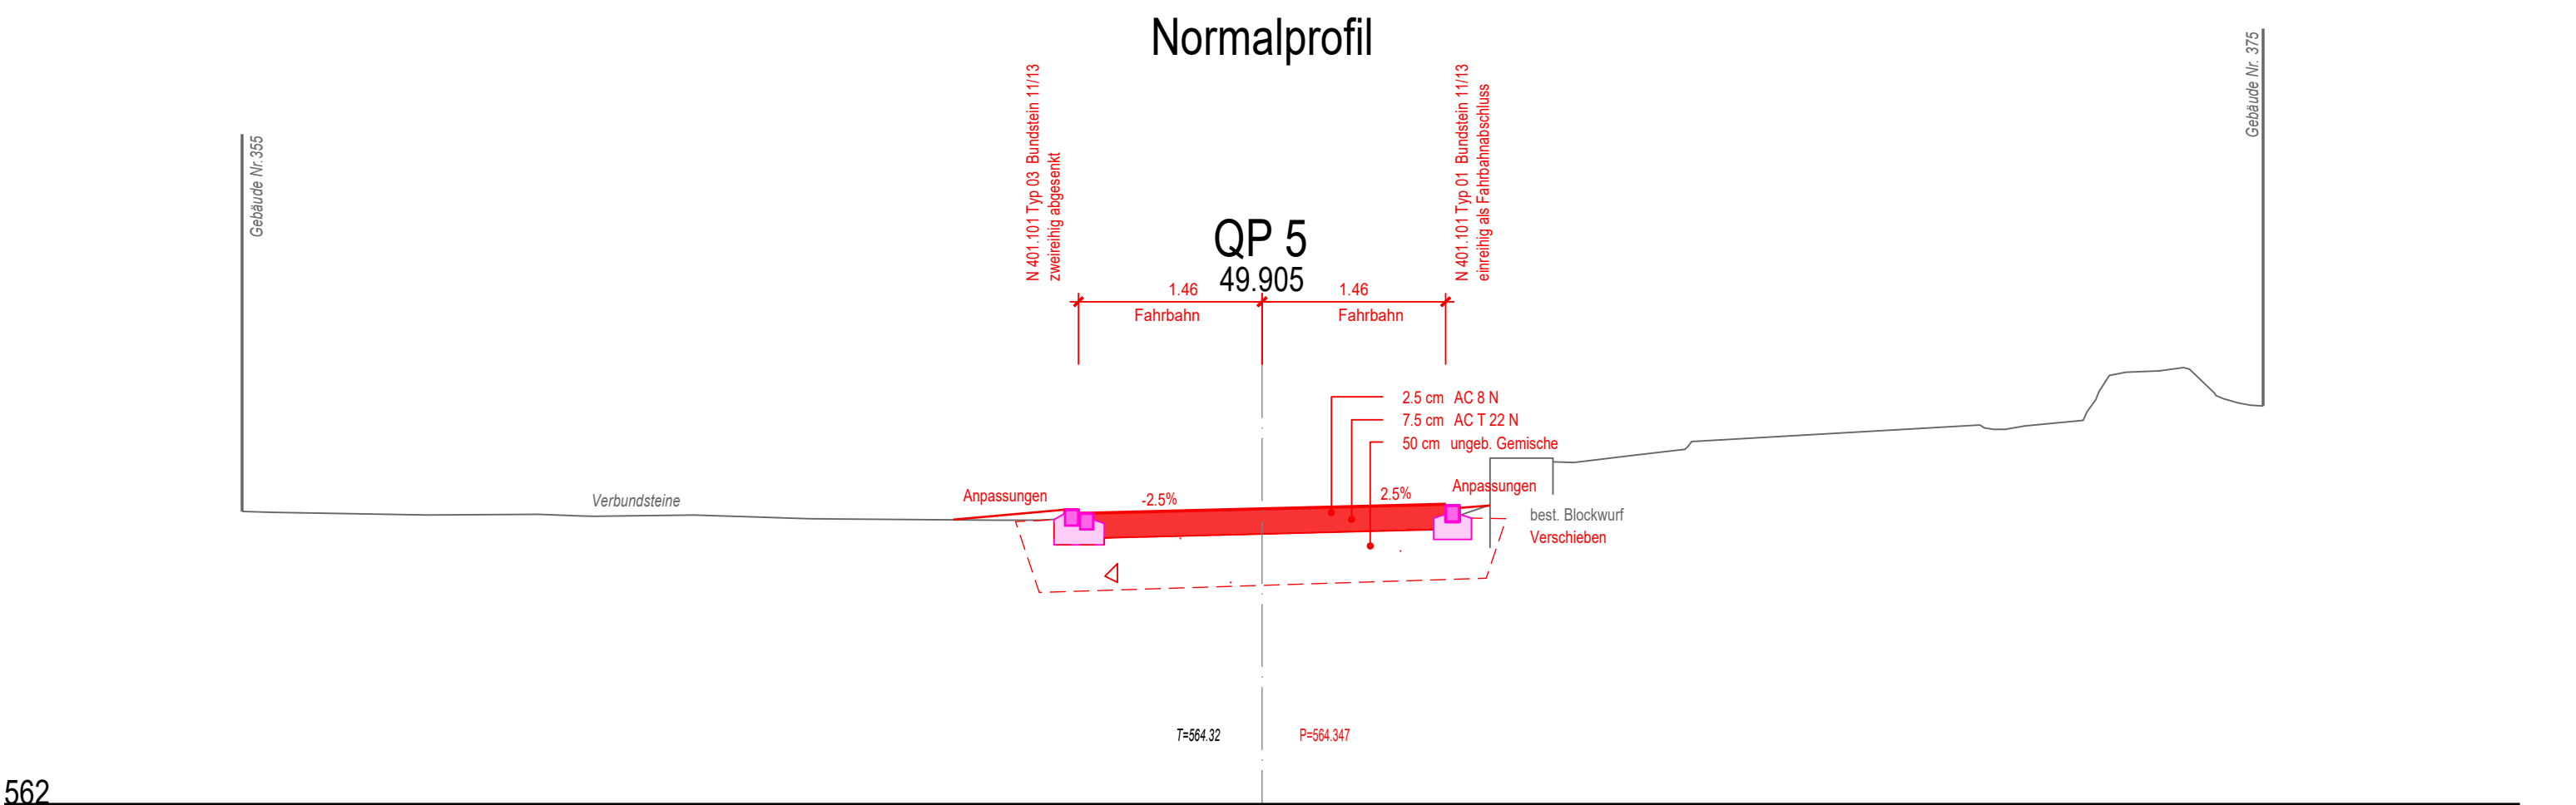 Normalprofil
Gebäude Nr.355
N 401.101 Typ 03 Bundstein 11/13
zweireihig abgesenkt
QP 5
49.905
N 401.101 Typ 01 Bundstein 11/13
einreihig als Fahrbahnabschluss
Gebäude Nr. 375
1.46
1.46
Fahrbahn
Fahrbahn
2.5 cm AC 8 N
7.5 cm AC T 22 N
50 cm ungeb. Gemische
Verbundsteine
Anpassungen
-2.5%
2.5%
Anpassungen
best. Blockwurf
Verschieben
T=564.32
P=564.347
562